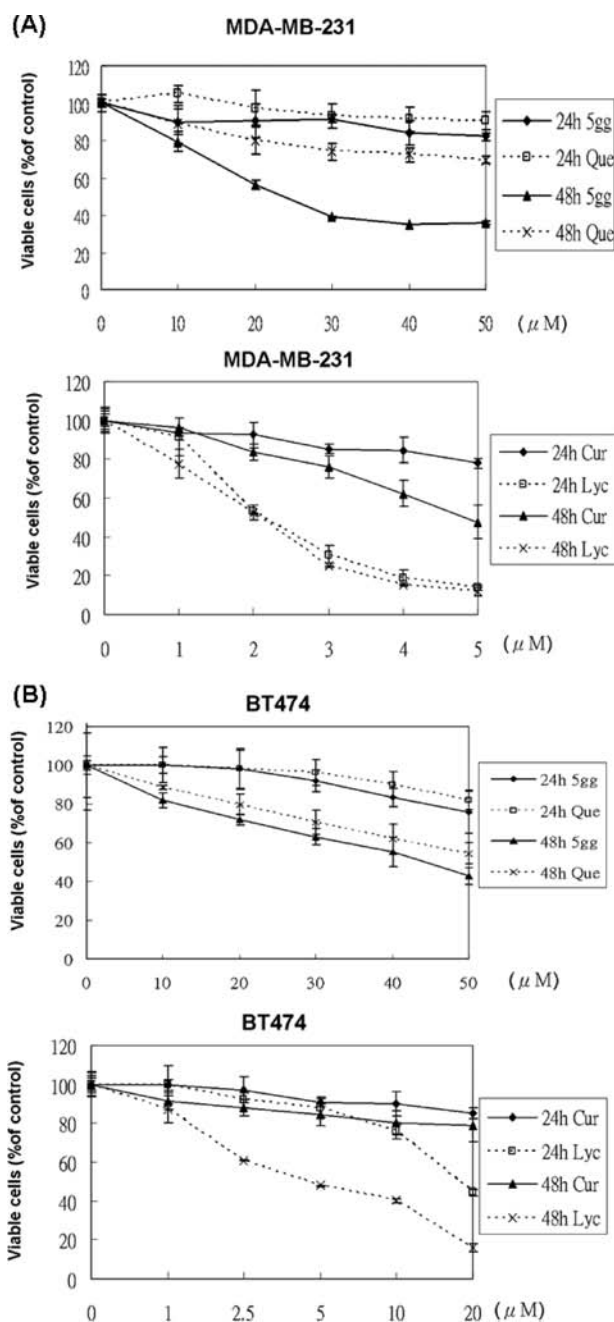 (A)
MDA-MB-231
Viable cells (%of control)
120
100
80
60
40
20
0
0 10 20 30 40 50 (μM)
24h 5gg
24h Que
48h 5gg
48h Que
MDA-MB-231
Viable cells (%of control)
120
100
80
60
40
20
0
0 1 2 3 4 5 (μM)
24h Cur
24h Lyc
48h Cur
48h Lyc
(B)
BT474
Viable cells (%of control)
120
100
80
60
40
20
0
0 10 20 30 40 50 (μM)
24h 5gg
24h Que
48h 5gg
48h Que
BT474
Viable cells (%of control)
120
100
80
60
40
20
0
0 1 2.5 5 10 20 (μM)
24h Cur
24h Lyc
48h Cur
48h Lyc